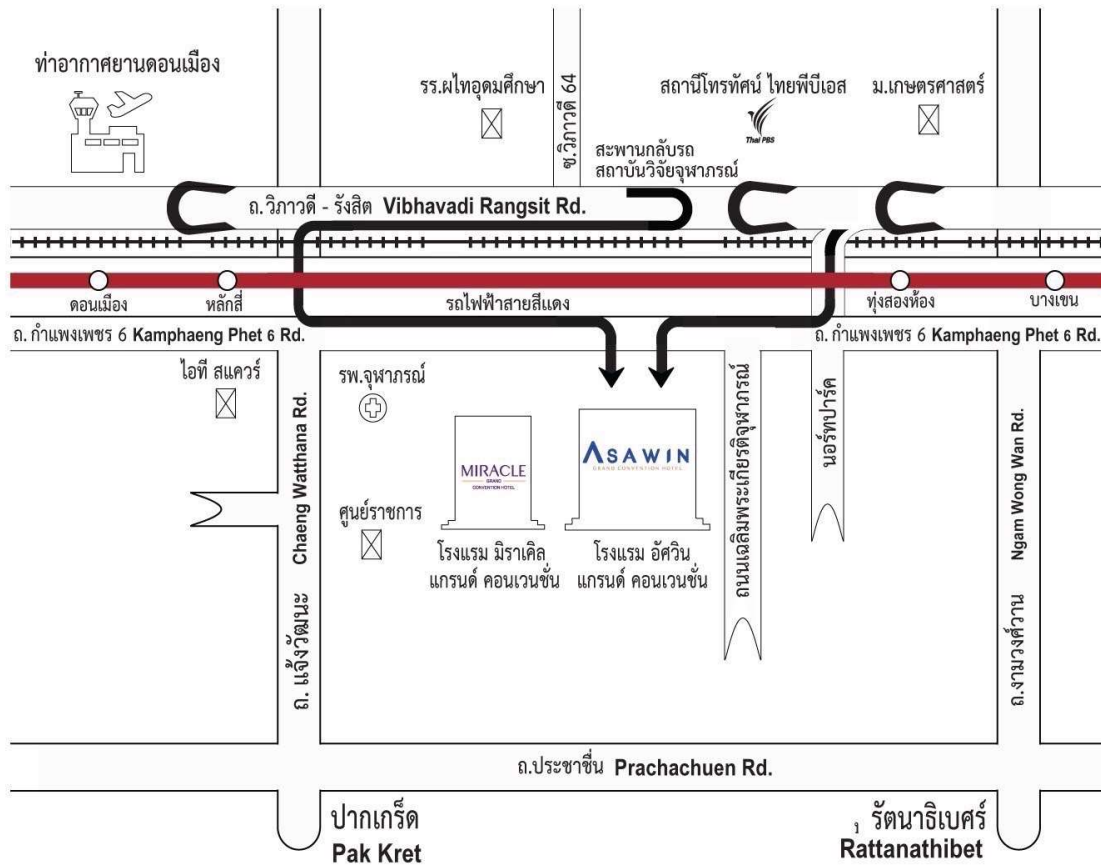 ท่าอากาศยานดอนเมือง
รร.ผไทอุดมศึกษา
ซ.วิภาวดี 64
สถานีโทรทัศน์ ไทยพีบีเอส
Thai PBS
ม.เกษตรศาสตร์
สะพานกลับรถ
สถาบันวิจัยจุฬาภรณ์
ถ.วิภาวดี - รังสิต Vibhavadi Rangsit Rd.
ดอนเมือง
หลักสี่
รถไฟฟ้าสายสีแดง
ทุ่งสองห้อง
บางเขน
ถ. กำแพงเพชร 6 Kamphaeng Phet 6 Rd.
ถ. กำแพงเพชร 6 Kamphaeng Phet 6 Rd.
ไอที สแควร์
ถ. แจ้งวัฒนะ Chaeng Watthana Rd.
รพ.จุฬาภรณ์
ศูนย์ราชการ
MIRACLE
GRAND
CONVENTION HOTEL
โรงแรม มิราเคิล
แกรนด์ คอนเวนชั่น
ASAWIN
GRAND CONVENTION HOTEL
โรงแรม อัศวิน
แกรนด์ คอนเวนชั่น
ถนนเฉลิมพระเกียรติจุฬาภรณ์
นอร์ทปาร์ค
ถ.งามวงศ์วาน Ngam Wong Wan Rd.
ถ.ประชาชื่น Prachachuen Rd.
ปากเกร็ด
Pak Kret
รัตนาธิเบศร์
Rattanathibet